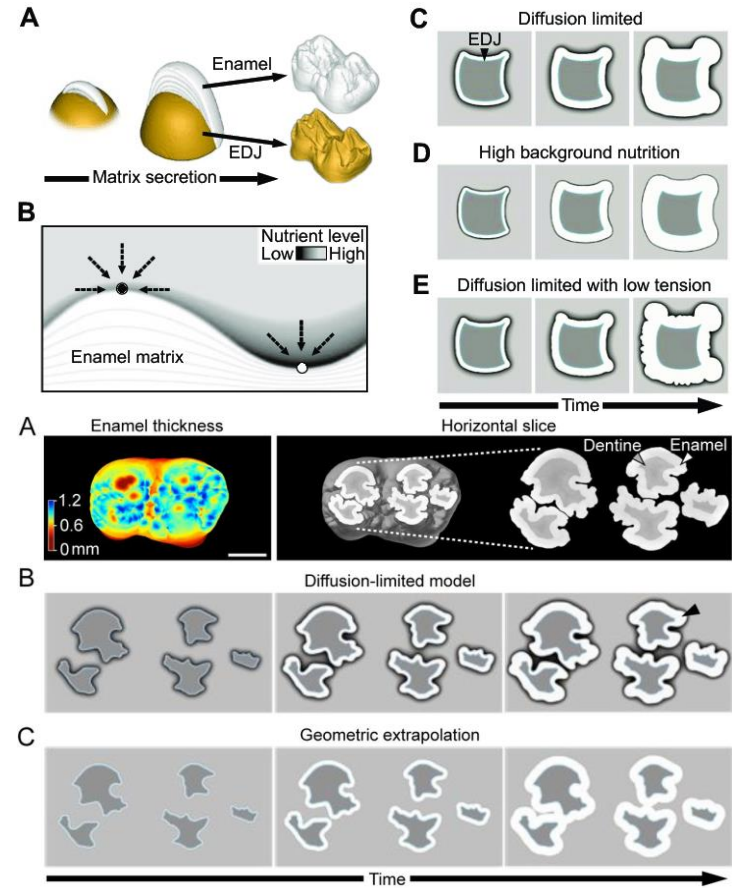 A
Enamel
EDJ
Matrix secretion
B
Nutrient level
Low High
Enamel matrix
C
Diffusion limited
EDJ
D
High background nutrition
E
Diffusion limited with low tension
Time
A
Enamel thickness
1.2
0.6
0 mm
Horizontal slice
Dentine
Enamel
B
Diffusion-limited model
C
Geometric extrapolation
Time